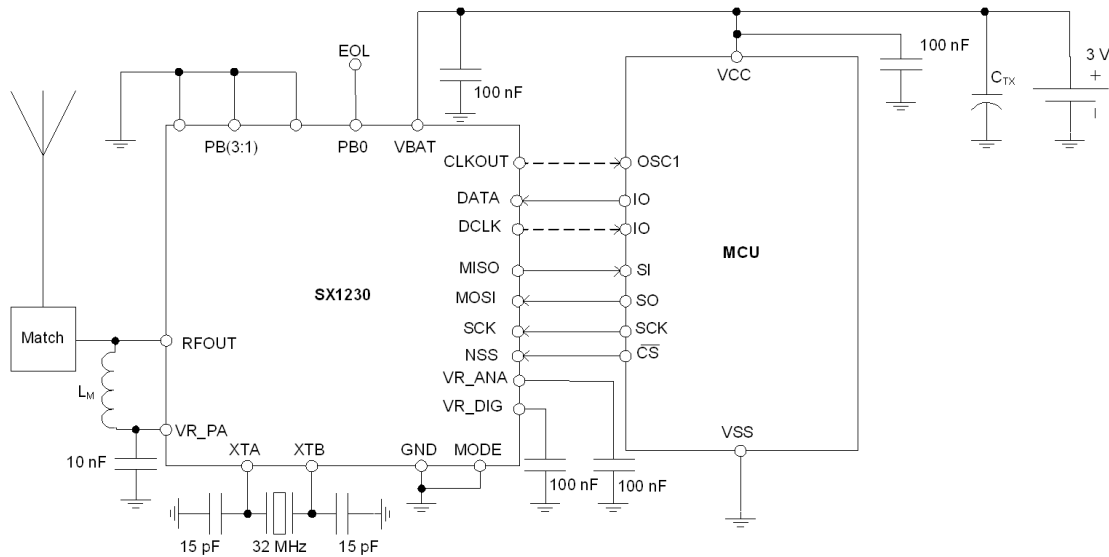 EOL
100 nF
100 nF
3 V
+
C_TX
VCC
PB(3:1)
PB0
VBAT
CLKOUT
OSC1
DATA
IO
DCLK
IO
MCU
MISO
SI
SX1230
MOSI
SO
SCK
SCK
Match
RFOUT
NSS
CS
VR_ANA
L_M
VR_DIG
VR_PA
VSS
XTA
XTB
GND
MODE
10 nF
100 nF
100 nF
15 pF
32 MHz
15 pF